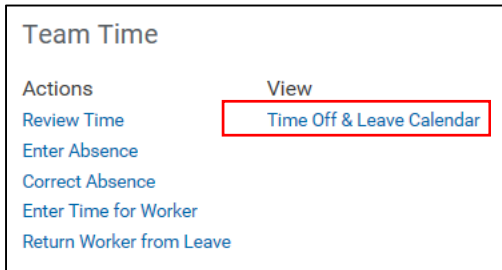 Team Time
Actions
Review Time
Enter Absence
Correct Absence
Enter Time for Worker
Return Worker from Leave
View
Time Off & Leave Calendar